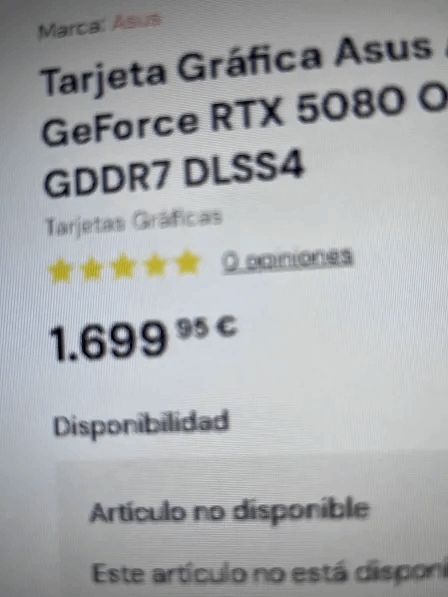 Marca: Asus
Tarjeta Gráfica Asus
GeForce RTX 5080 O
GDDR7 DLSS4
Tarjetas Gráficas
0 opiniones
1.699 95 €
Disponibilidad
Artículo no disponible
Este artículo no está disponi